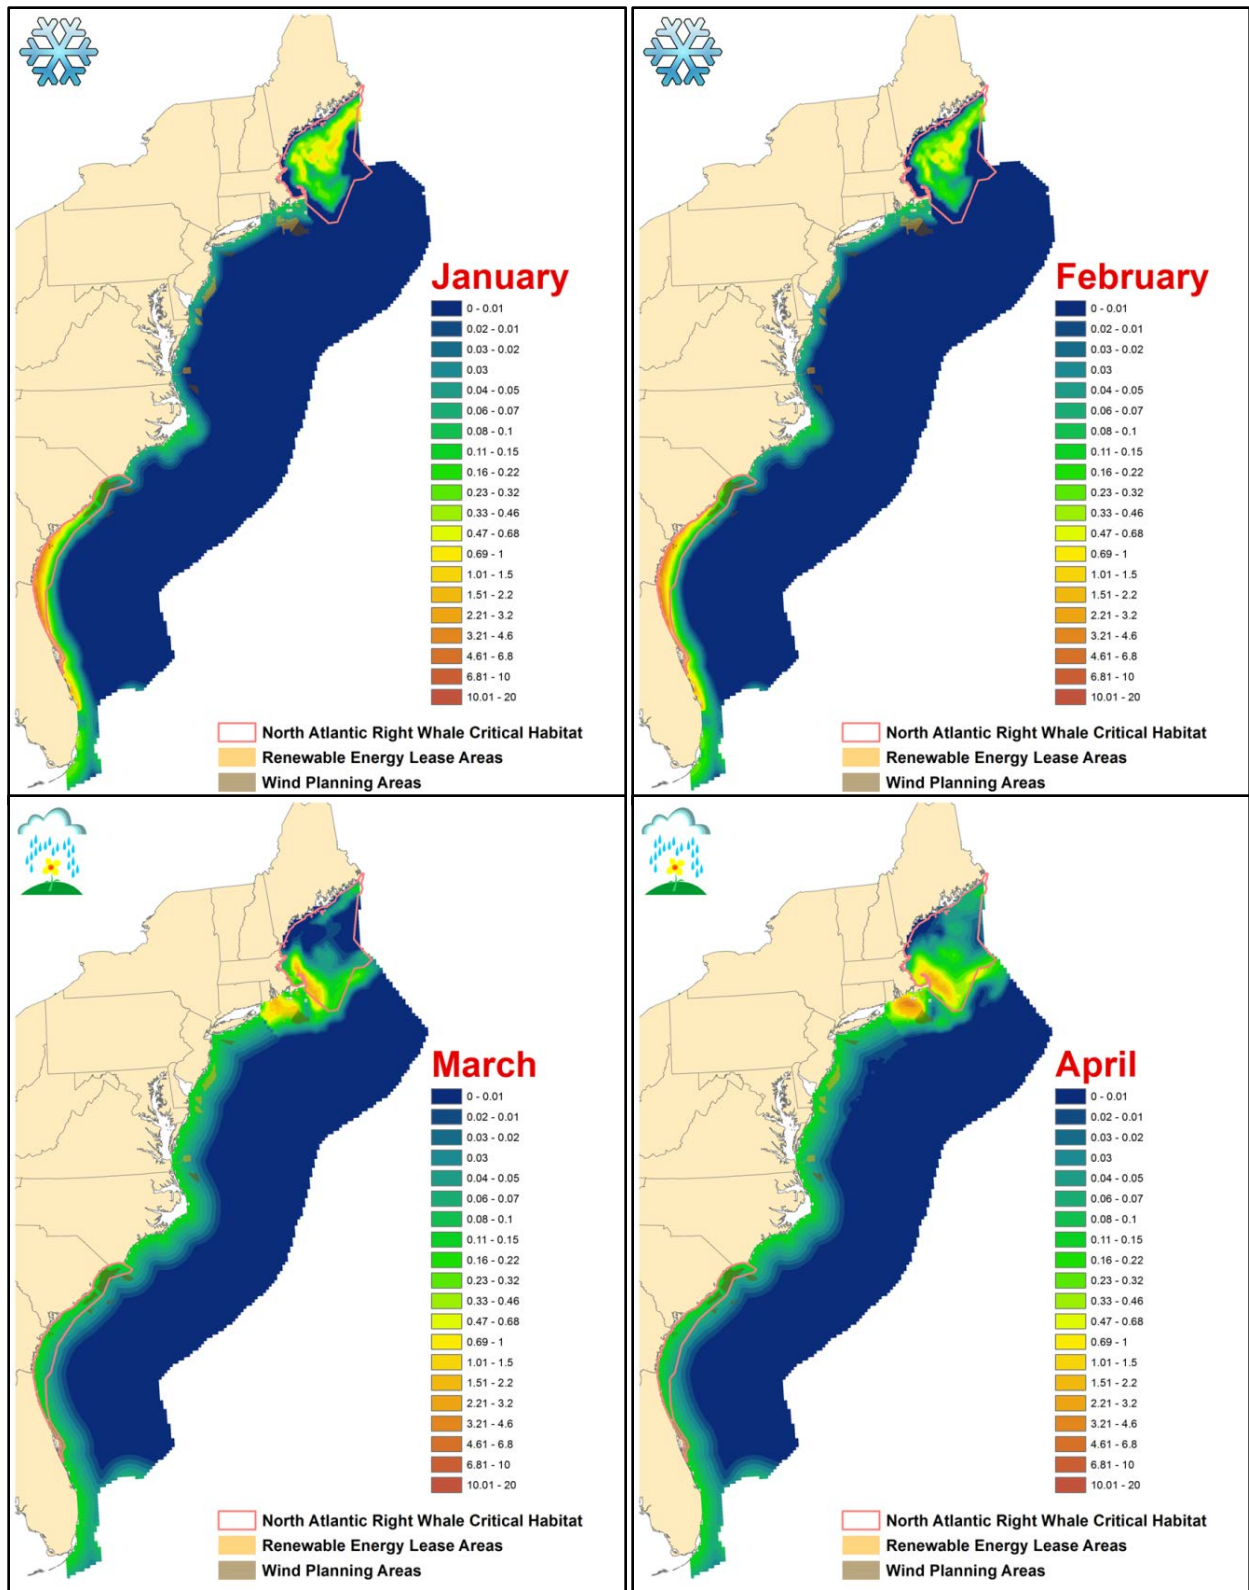 January
0 - 0.01
0.02 - 0.01
0.03 - 0.02
0.03
0.04 - 0.05
0.06 - 0.07
0.08 - 0.1
0.11 - 0.15
0.16 - 0.22
0.23 - 0.32
0.33 - 0.46
0.47 - 0.68
0.69 - 1
1.01 - 1.5
1.51 - 2.2
2.21 - 3.2
3.21 - 4.6
4.61 - 6.8
6.81 - 10
10.01 - 20
North Atlantic Right Whale Critical Habitat
Renewable Energy Lease Areas
Wind Planning Areas
February
0 - 0.01
0.02 - 0.01
0.03 - 0.02
0.03
0.04 - 0.05
0.06 - 0.07
0.08 - 0.1
0.11 - 0.15
0.16 - 0.22
0.23 - 0.32
0.33 - 0.46
0.47 - 0.68
0.69 - 1
1.01 - 1.5
1.51 - 2.2
2.21 - 3.2
3.21 - 4.6
4.61 - 6.8
6.81 - 10
10.01 - 20
North Atlantic Right Whale Critical Habitat
Renewable Energy Lease Areas
Wind Planning Areas
March
0 - 0.01
0.02 - 0.01
0.03 - 0.02
0.03
0.04 - 0.05
0.06 - 0.07
0.08 - 0.1
0.11 - 0.15
0.16 - 0.22
0.23 - 0.32
0.33 - 0.46
0.47 - 0.68
0.69 - 1
1.01 - 1.5
1.51 - 2.2
2.21 - 3.2
3.21 - 4.6
4.61 - 6.8
6.81 - 10
10.01 - 20
North Atlantic Right Whale Critical Habitat
Renewable Energy Lease Areas
Wind Planning Areas
April
0 - 0.01
0.02 - 0.01
0.03 - 0.02
0.03
0.04 - 0.05
0.06 - 0.07
0.08 - 0.1
0.11 - 0.15
0.16 - 0.22
0.23 - 0.32
0.33 - 0.46
0.47 - 0.68
0.69 - 1
1.01 - 1.5
1.51 - 2.2
2.21 - 3.2
3.21 - 4.6
4.61 - 6.8
6.81 - 10
10.01 - 20
North Atlantic Right Whale Critical Habitat
Renewable Energy Lease Areas
Wind Planning Areas